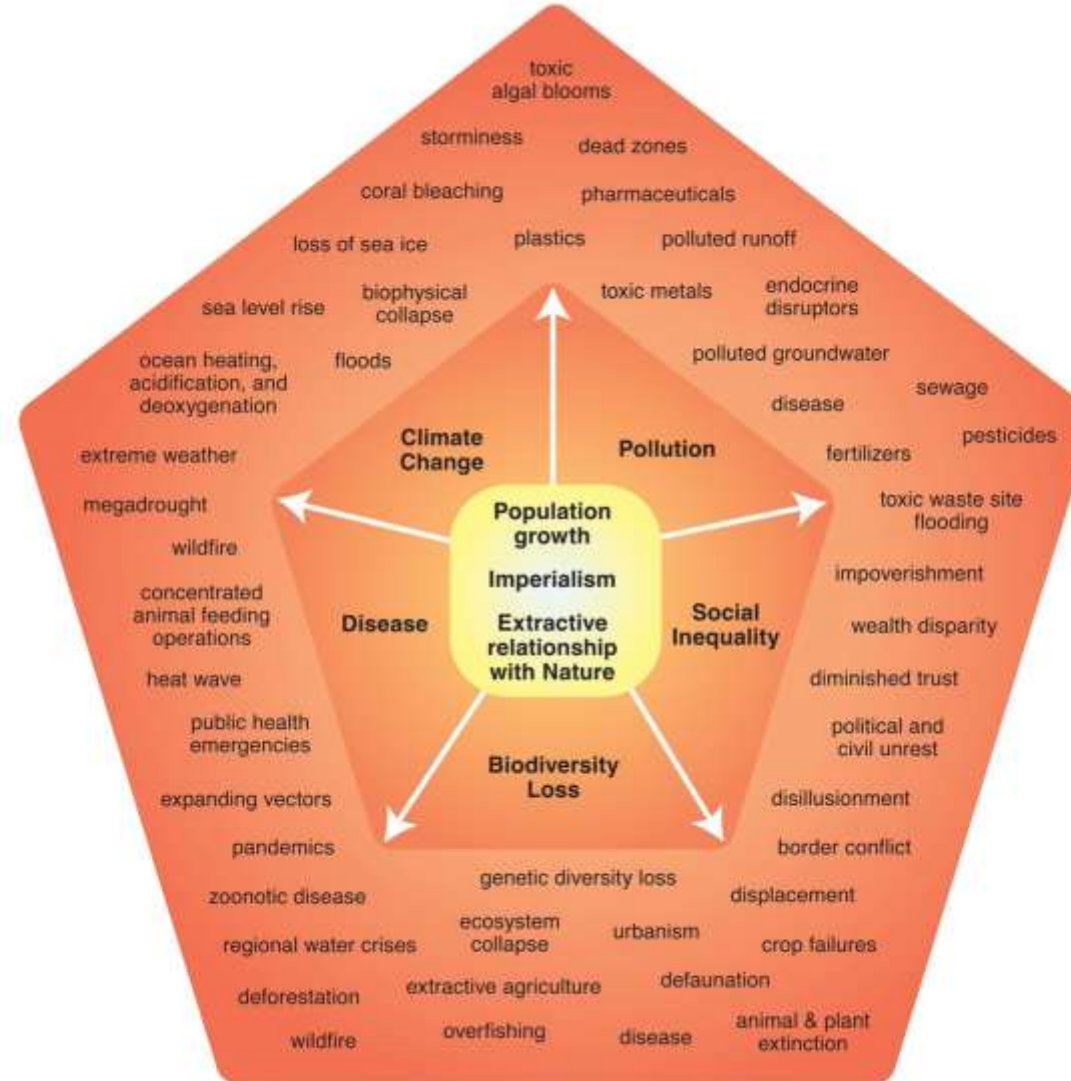 toxic
algal blooms
storminess
dead zones
coral bleaching
pharmaceuticals
plastics
polluted runoff
loss of sea ice
toxic metals
endocrine
disruptors
sea level rise
biophysical
collapse
polluted groundwater
ocean heating,
acidification, and
deoxygenation
floods
sewage
disease
pesticides
extreme weather
Climate
Change
Pollution
fertilizers
megadrought
toxic waste site
flooding
wildfire
Population
growth
Imperialism
Extractive
relationship
with Nature
impoverishment
concentrated
animal feeding
operations
Disease
Social
Inequality
wealth disparity
heat wave
diminished trust
public health
emergencies
political and
civil unrest
Biodiversity
Loss
expanding vectors
disillusionment
pandemics
border conflict
genetic diversity loss
zoonotic disease
displacement
ecosystem
collapse
urbanism
regional water crises
crop failures
extractive agriculture
defaunation
deforestation
wildfire
overfishing
disease
animal & plant
extinction